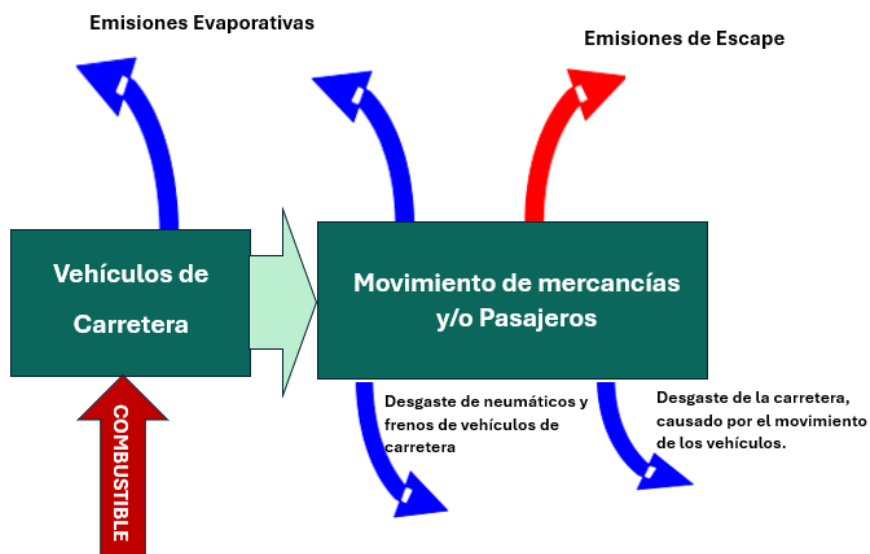 Emisiones Evaporativas
Emisiones de Escape
Vehículos de
Carretera
Movimiento de mercancías
y/o Pasajeros
COMBUSTIBLE
Desgaste de neumáticos y
frenos de vehículos de
carretera
Desgaste de la carretera,
causado por el movimiento
de los vehículos.